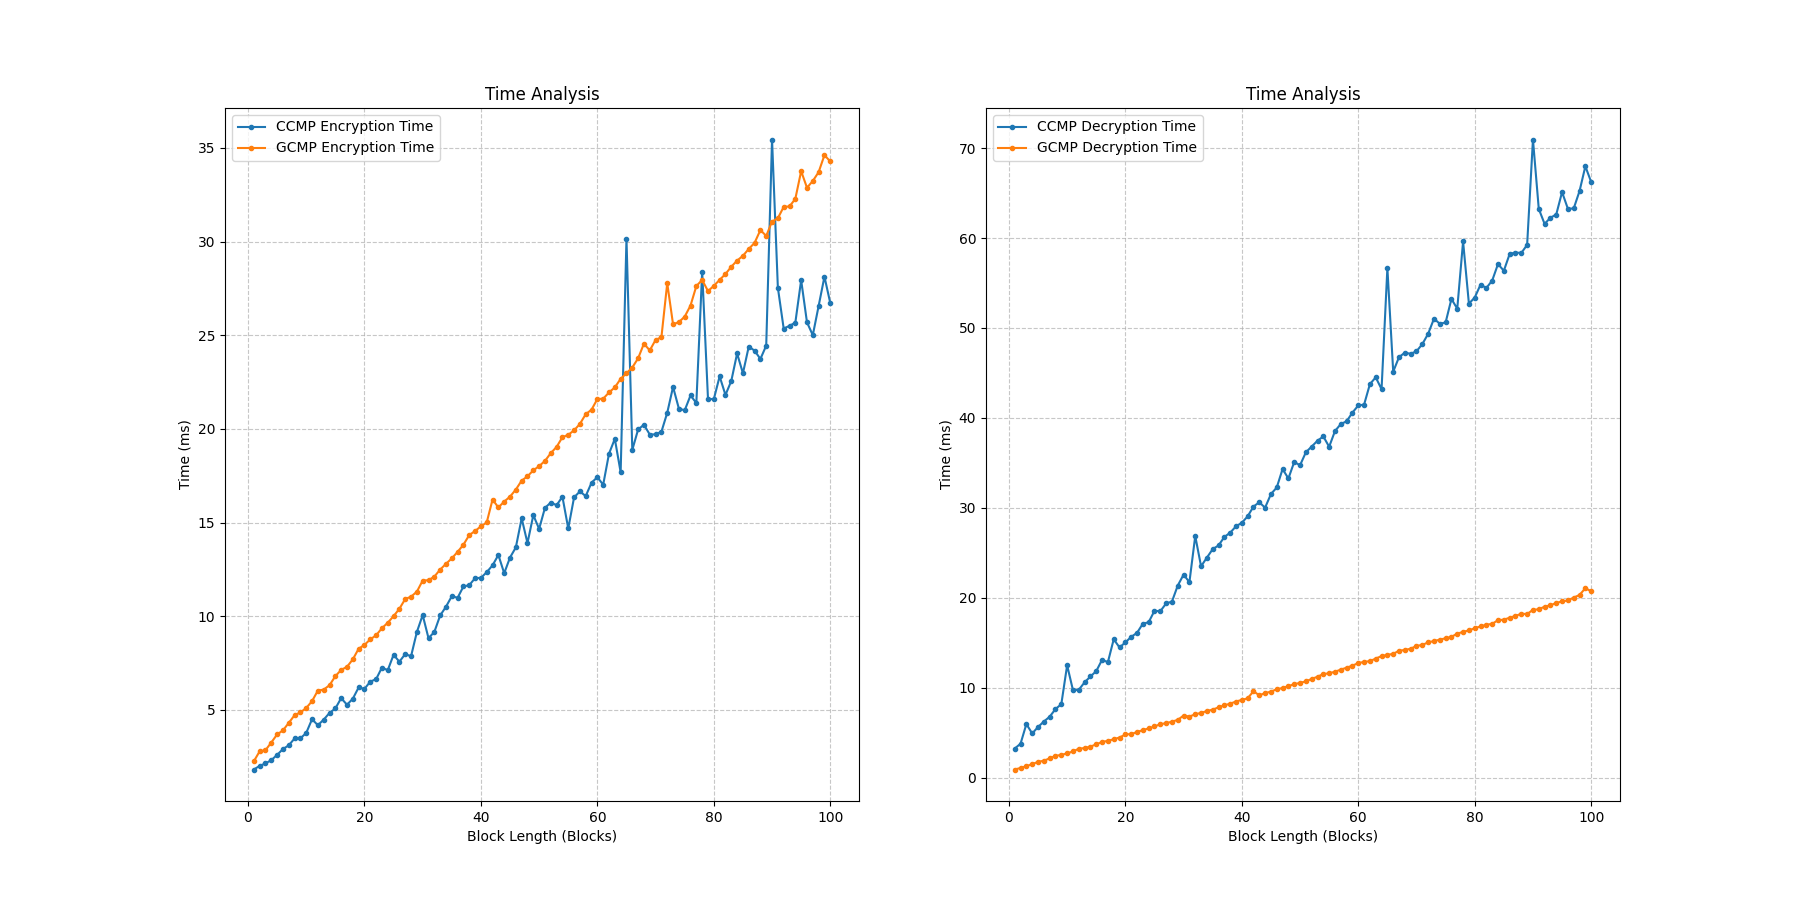 Time Analysis
CCMP Encryption Time
GCMP Encryption Time
35
30
25
20
15
10
5
Time (ms)
0 20 40 60 80 100
Block Length (Blocks)
Time Analysis
CCMP Decryption Time
GCMP Decryption Time
70
60
50
40
30
20
10
0
Time (ms)
0 20 40 60 80 100
Block Length (Blocks)